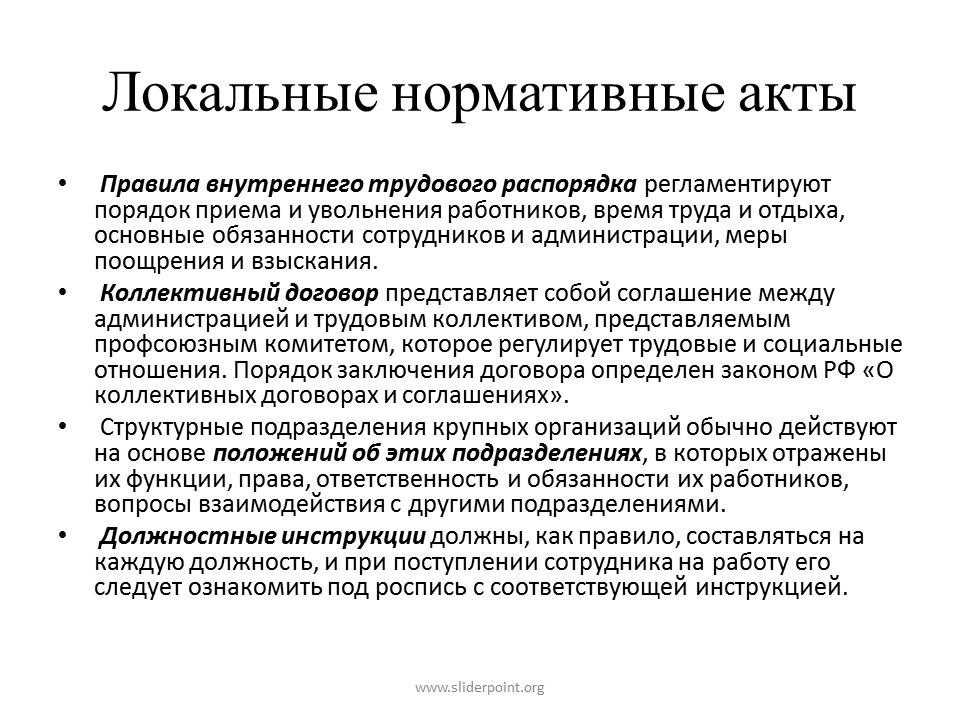 Локальные нормативные акты
• Правила внутреннего трудового распорядка регламентируют
порядок приема и увольнения работников, время труда и отдыха,
основные обязанности сотрудников и администрации, меры
поощрения и взыскания.
• Коллективный договор представляет собой соглашение между
администрацией и трудовым коллективом, представляемым
профсоюзным комитетом, которое регулирует трудовые и социальные
отношения. Порядок заключения договора определен законом РФ «О
коллективных договорах и соглашениях».
• Структурные подразделения крупных организаций обычно действуют
на основе положений об этих подразделениях, в которых отражены
их функции, права, ответственность и обязанности их работников,
вопросы взаимодействия с другими подразделениями.
• Должностные инструкции должны, как правило, составляться на
каждую должность, и при поступлении сотрудника на работу его
следует ознакомить под роспись с соответствующей инструкцией.
www.sliderpoint.org